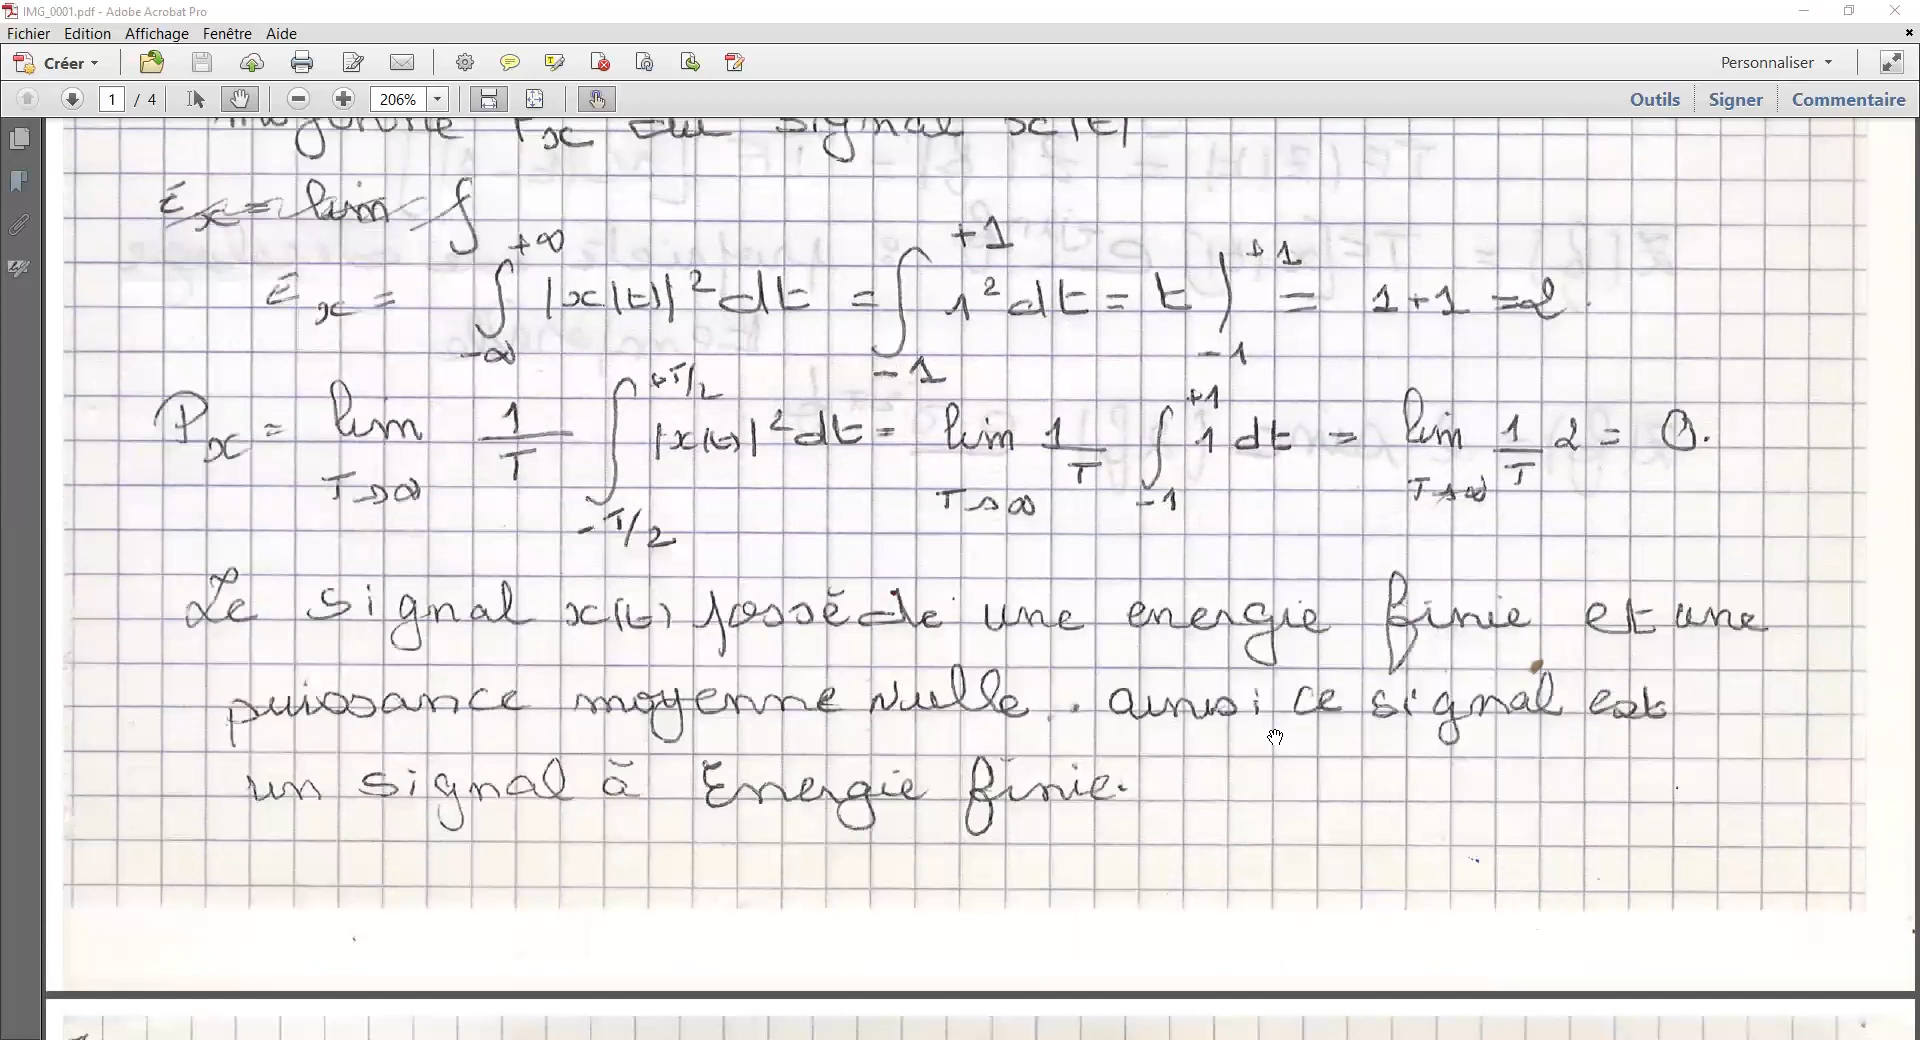 IMG_0001.pdf - Adobe Acrobat Pro
Fichier Edition Affichage Fenêtre Aide
Créer
Personnaliser
1 / 4
206%
Outils Signer Commentaire
Px du signal x(t)
Ex = lim ∫
Ex = ∫_{-∞}^{+∞} |x(t)|² dt = ∫_{-1}^{+1} 1² dt = t)_{-1}^{+1} = 1+1 = 2.
Px = lim_{T→∞} 1/T ∫_{-T/2}^{+T/2} |x(t)|² dt = lim_{T→∞} 1/T ∫_{-1}^{+1} 1 dt = lim_{T→∞} 1/T 2 = 0.
Le signal x(t) possède une energie finie et une
puissance moyenne Nulle. ainsi ce signal est
un signal à Energie finie.